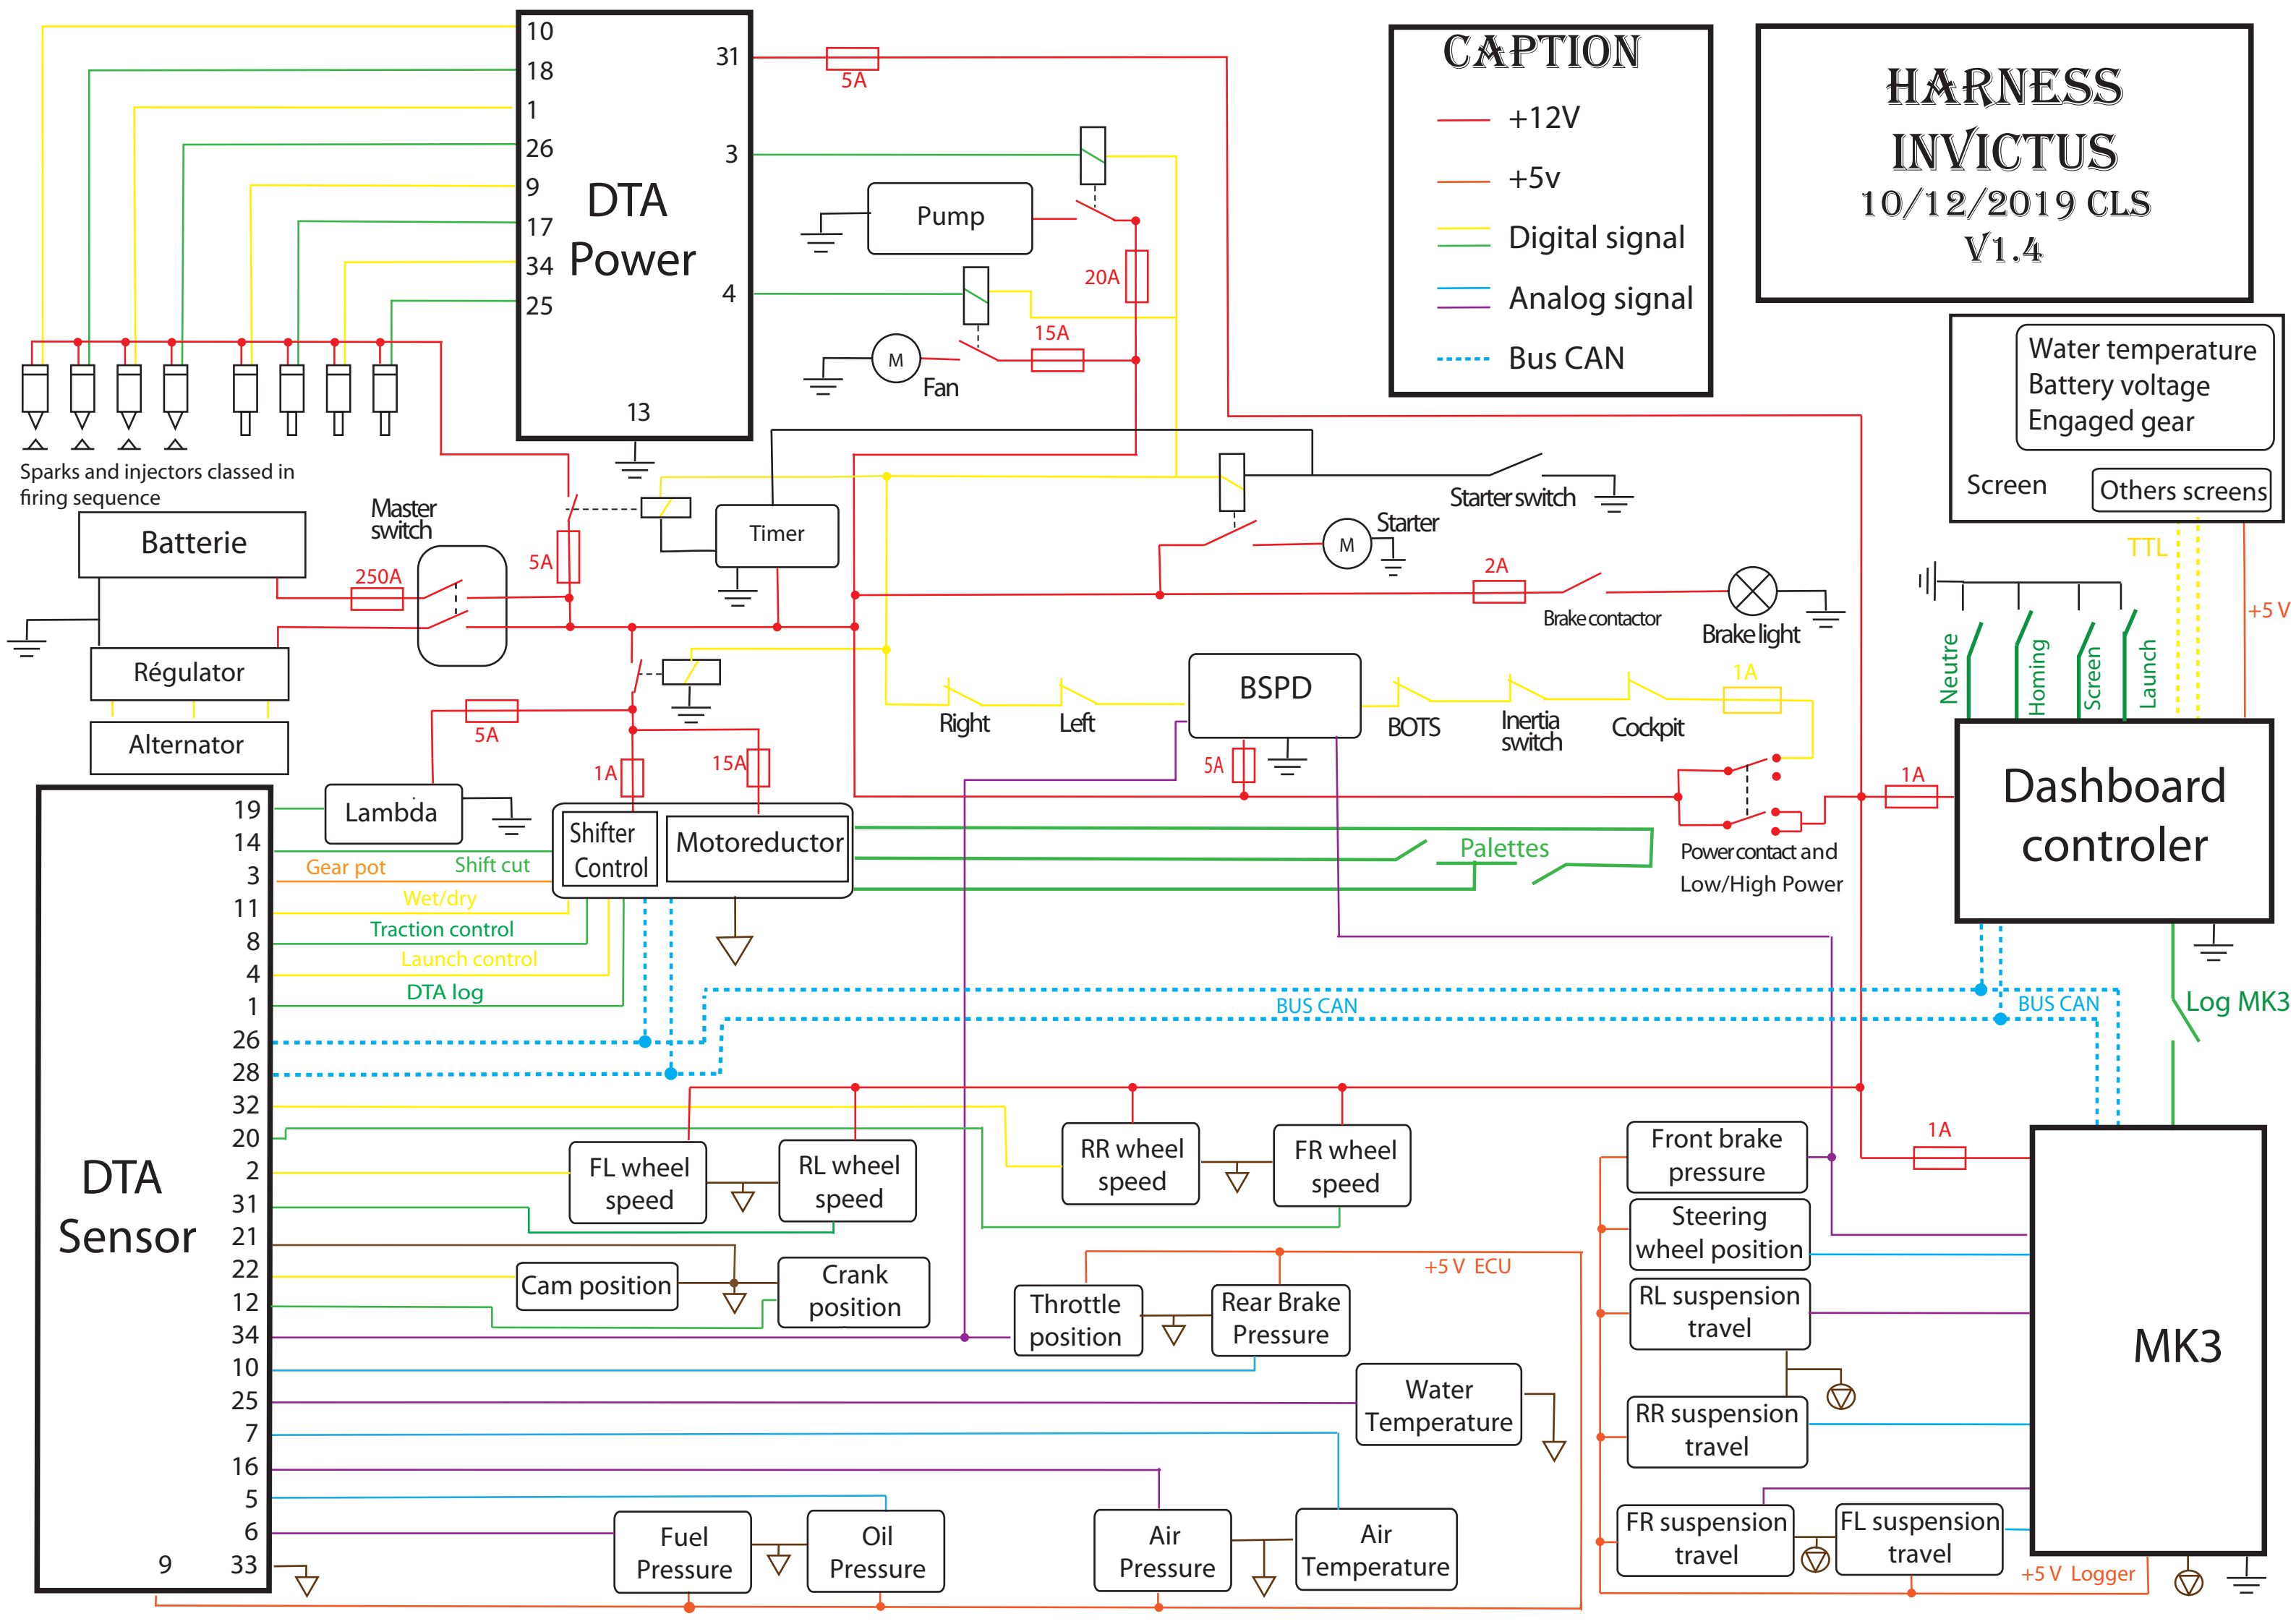 10
18
1
26
9
17
34
25
31
3
4
13
DTA
Power
5A
Pump
20A
15A
M
Fan
CAPTION
+12V
+5v
Digital signal
Analog signal
Bus CAN
HARNESS
INVICTUS
10/12/2019 CLS
V1.4
Water temperature
Battery voltage
Engaged gear
Screen
Others screens
TTL
+5 V
Sparks and injectors classed in
firing sequence
Batterie
Master
switch
250A
5A
Timer
Régulator
Alternator
Starter switch
M
Starter
2A
Brake contactor
Brake light
Neutre
Homing
Screen
Launch
Right
Left
BSPD
BOTS
Inertia
switch
Cockpit
1A
5A
5A
1A
15A
Lambda
Shifter
Control
Motoreductor
Palettes
Power contact and
Low/High Power
1A
Dashboard
controler
DTA
Sensor
19
14
3
11
8
4
1
26
28
32
20
2
31
21
22
12
34
10
25
7
16
5
6
33
9
Gear pot
Shift cut
Wet/dry
Traction control
Launch control
DTA log
BUS CAN
BUS CAN
Log MK3
FL wheel
speed
RL wheel
speed
RR wheel
speed
FR wheel
speed
Cam position
Crank
position
Throttle
position
Rear Brake
Pressure
+5 V ECU
Water
Temperature
Fuel
Pressure
Oil
Pressure
Air
Pressure
Air
Temperature
Front brake
pressure
Steering
wheel position
RL suspension
travel
RR suspension
travel
FR suspension
travel
FL suspension
travel
1A
MK3
+5 V Logger